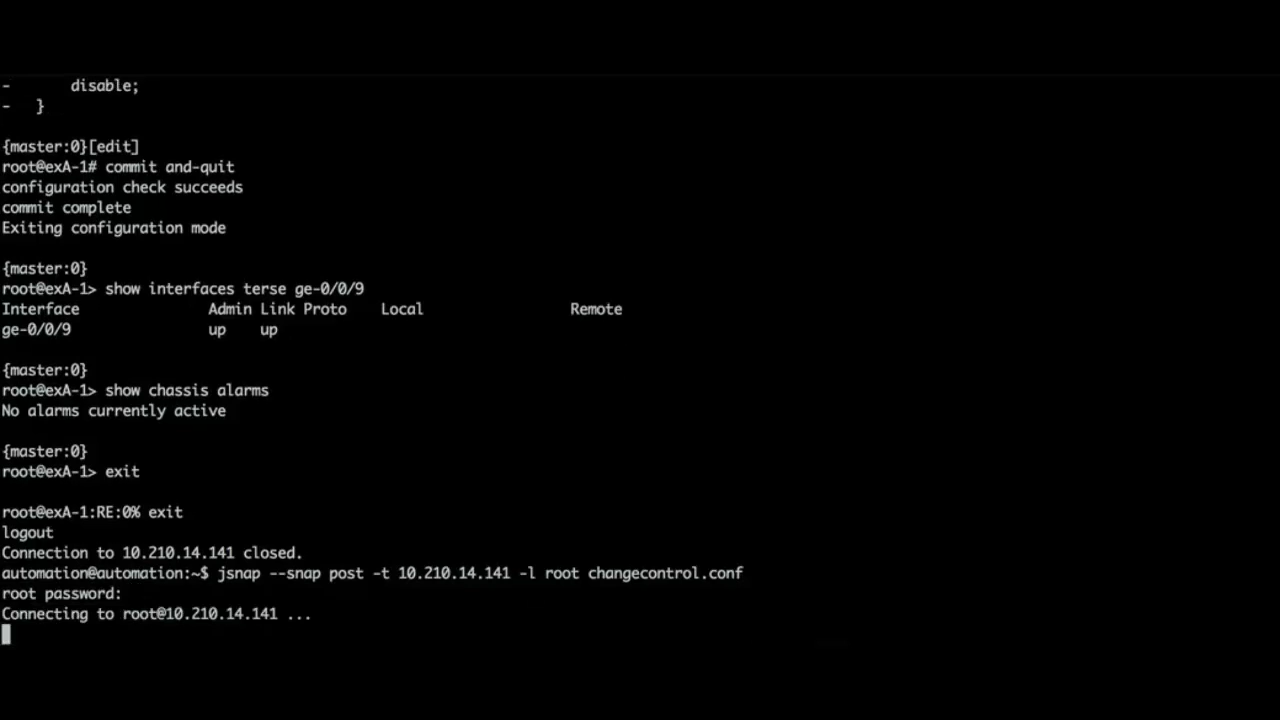 -       disable;
-   }
{master:0}[edit]
root@exA-1# commit and-quit
configuration check succeeds
commit complete
Exiting configuration mode
{master:0}
root@exA-1> show interfaces terse ge-0/0/9
Interface               Admin Link Proto    Local                 Remote
ge-0/0/9                up    up
{master:0}
root@exA-1> show chassis alarms
No alarms currently active
{master:0}
root@exA-1> exit
root@exA-1:RE:0% exit
logout
Connection to 10.210.14.141 closed.
automation@automation:~$ jsnap --snap post -t 10.210.14.141 -l root changecontrol.conf
root password:
Connecting to root@10.210.14.141 ...